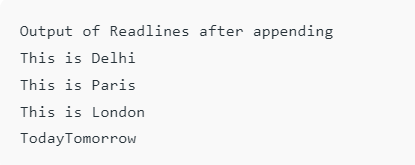 Output of Readlines after appending
This is Delhi
This is Paris
This is London
TodayTomorrow